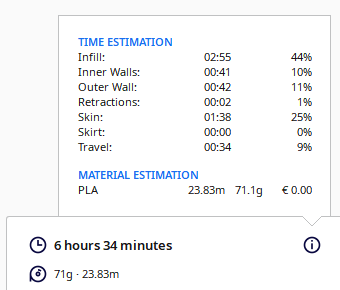 TIME ESTIMATION
Infill: 02:55 44%
Inner Walls: 00:41 10%
Outer Wall: 00:42 11%
Retractions: 00:02 1%
Skin: 01:38 25%
Skirt: 00:00 0%
Travel: 00:34 9%
MATERIAL ESTIMATION
PLA 23.83m 71.1g € 0.00
6 hours 34 minutes
71g · 23.83m